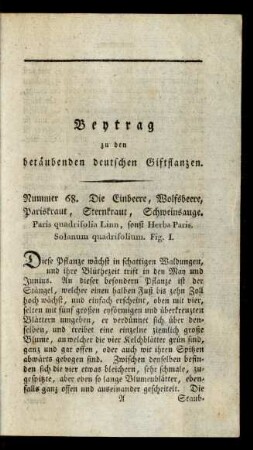 Beytrag
zu den
betäubenden deutschen Giftflanzen.
Nummer 68. Die Einbeere, Wolfsbeere,
Pariskraut, Sternkraut, Schweinsauge.
Paris quadrifolia Linn, sonst Herba Paris.
Solanum quadrifolium. Fig. I.
Diese Pflanze wächst in schattigen Waldungen,
und ihre Blüthezeit trift in den May und
Junius. An dieser besondern Pflanze ist der
Stängel, welcher einen halben Fuß bis zehn Zoll
hoch wächst, und einfach erscheint, oben mit vier,
selten mit fünf großen eyförmigen und überkreuzten
Blättern umgeben, er verdünnet sich über den-
selben, und treibet eine einzelne ziemlich große
Blume, an welcher die vier Kelchblätter grün sind,
ganz und gar offen, oder auch wie ihren Spitzen
abwärts gebogen sind. Zwischen denselben befin-
den sich die vier etwas bleichern, sehr schmale, zu-
gespitzte, aber eben so lange Blumenblätter, eben-
falls ganz offen und auseinander gescheitelt. Die
A Staub-